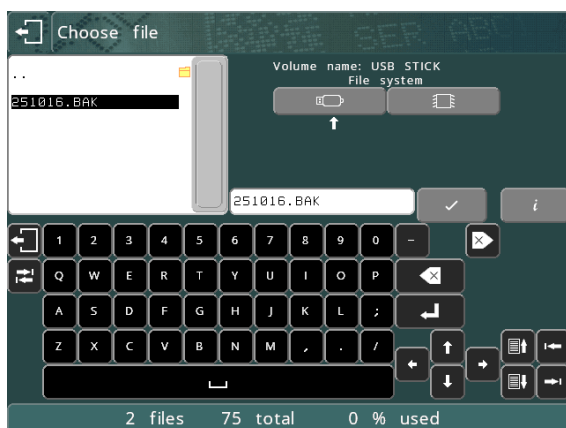 Choose file
Volume name: USB STICK
File system
..
251016.BAK
251016.BAK
i
1 2 3 4 5 6 7 8 9 0 -
Q W E R T Y U I O P
A S D F G H J K L ;
Z X C V B N M , . /
2 files 75 total 0 % used